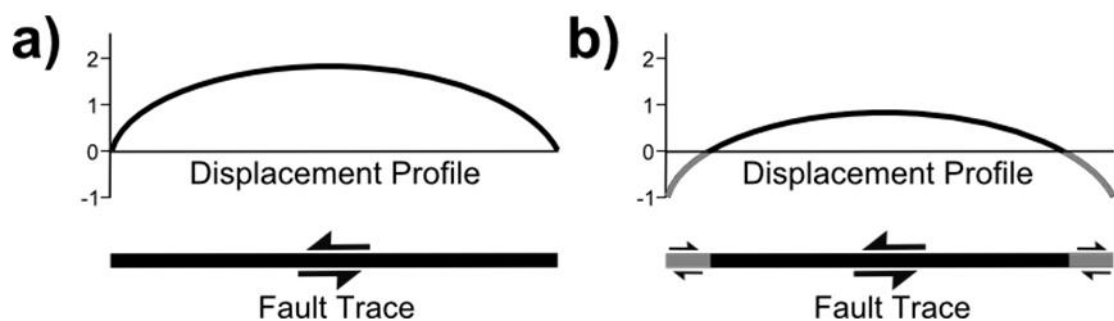 a)
2
1
0
-1
Displacement Profile
Fault Trace
b)
2
1
0
-1
Displacement Profile
Fault Trace